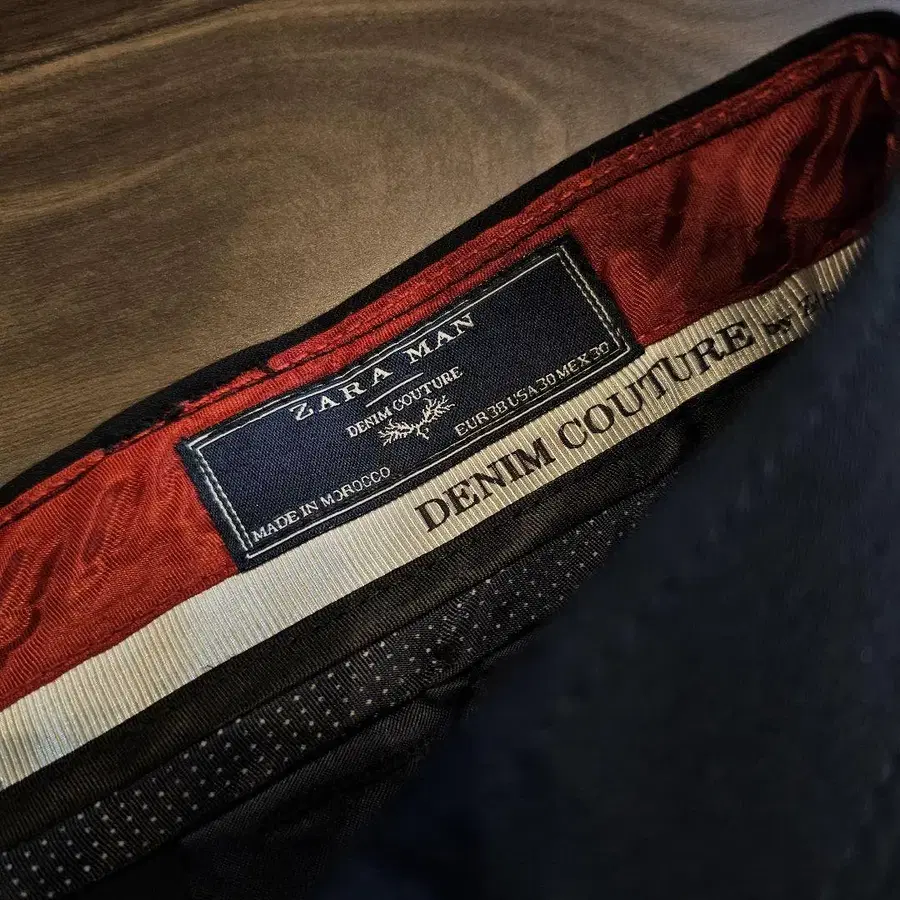 ZARA MAN
DENIM COUTURE
EUR 38 USA 30 MEX 30
MADE IN MOROCCO
DENIM COUTURE BY